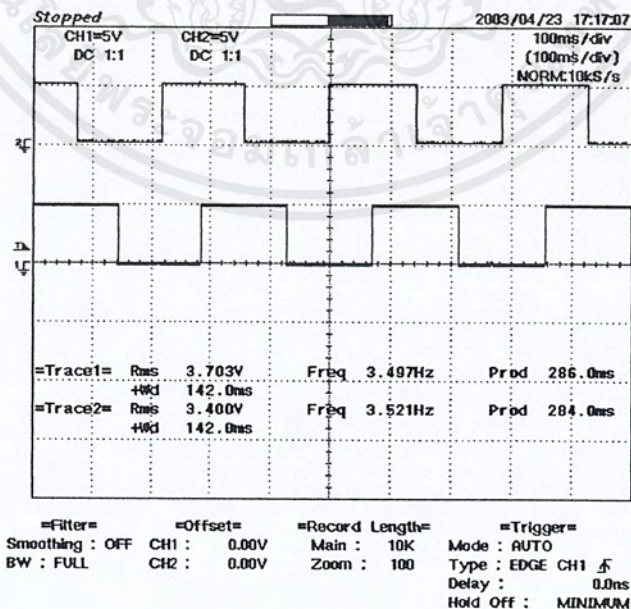 Stopped 2003/04/23 17:17:07
CH1=5V CH2=5V 100ms/div
DC 1:1 DC 1:1 (100ms/div)
NORM:10kS/s
=Trace1= Rms 3.703V Freq 3.497Hz Prod 286.0ms
+Wd 142.0ms
=Trace2= Rms 3.400V Freq 3.521Hz Prod 284.0ms
+Wd 142.0ms
=Filter= =Offset= =Record Length= =Trigger=
Smoothing : OFF CH1 : 0.00V Main : 10K Mode : AUTO
BW : FULL CH2 : 0.00V Zoom : 100 Type : EDGE CH1
Delay : 0.0ns
Hold Off : MINIMUM